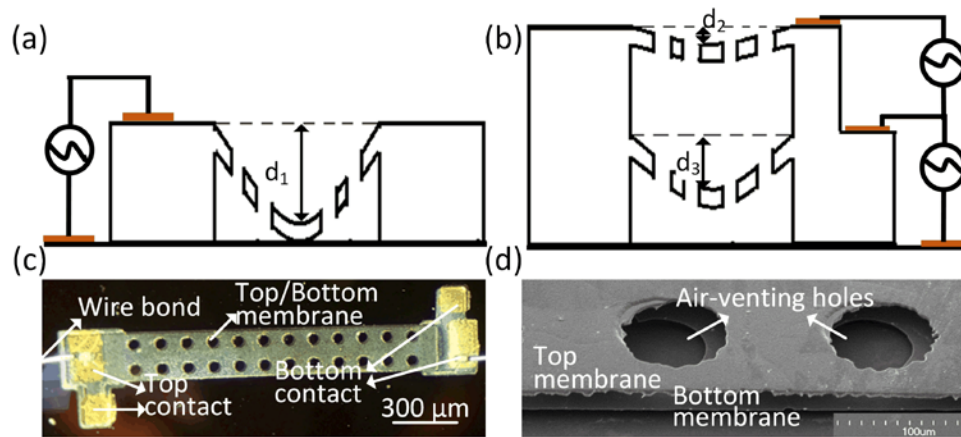 (a)
d1
(b)
d2
d3
(c)
Wire bond
Top/Bottom
membrane
Top
contact
Bottom
contact
300 μm
(d)
Air-venting holes
Top
membrane
Bottom
membrane
100um